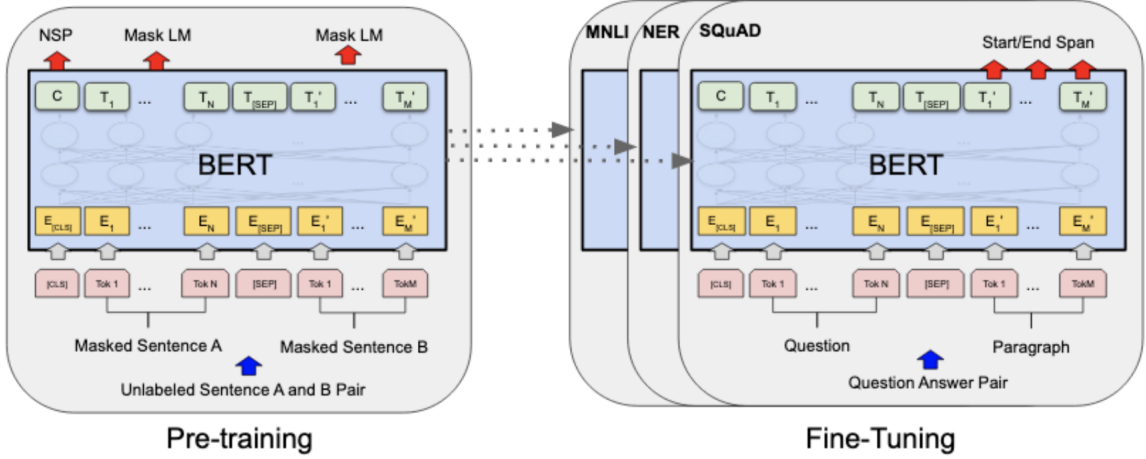 NSP Mask LM Mask LM
C T1 ... TN T[SEP] T1' ... TM'
BERT
E[CLS] E1 ... EN E[SEP] E1' ... EM'
[CLS] Tok 1 ... Tok N [SEP] Tok 1 ... TokM
Masked Sentence A Masked Sentence B
Unlabeled Sentence A and B Pair
Pre-training
MNLI NER SQuAD
Start/End Span
C T1 ... TN T[SEP] T1' ... TM'
BERT
E[CLS] E1 ... EN E[SEP] E1' ... EM'
[CLS] Tok 1 ... Tok N [SEP] Tok 1 ... TokM
Question Paragraph
Question Answer Pair
Fine-Tuning